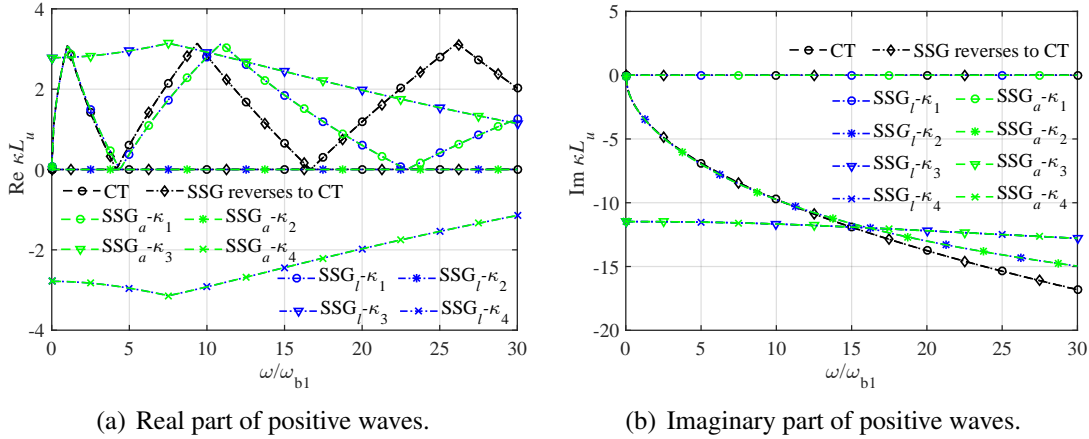 4
2
0
-2
-4
Re κL_u
CT SSG reverses to CT
SSG_a-κ_1 SSG_a-κ_2
SSG_a-κ_3 SSG_a-κ_4
SSG_l-κ_1 SSG_l-κ_2
SSG_l-κ_3 SSG_l-κ_4
0 5 10 15 20 25 30
ω/ω_b1
(a) Real part of positive waves.
5
0
-5
-10
-15
-20
Im κL_u
CT SSG reverses to CT
SSG_l-κ_1 SSG_a-κ_1
SSG_l-κ_2 SSG_a-κ_2
SSG_l-κ_3 SSG_a-κ_3
SSG_l-κ_4 SSG_a-κ_4
0 5 10 15 20 25 30
ω/ω_b1
(b) Imaginary part of positive waves.